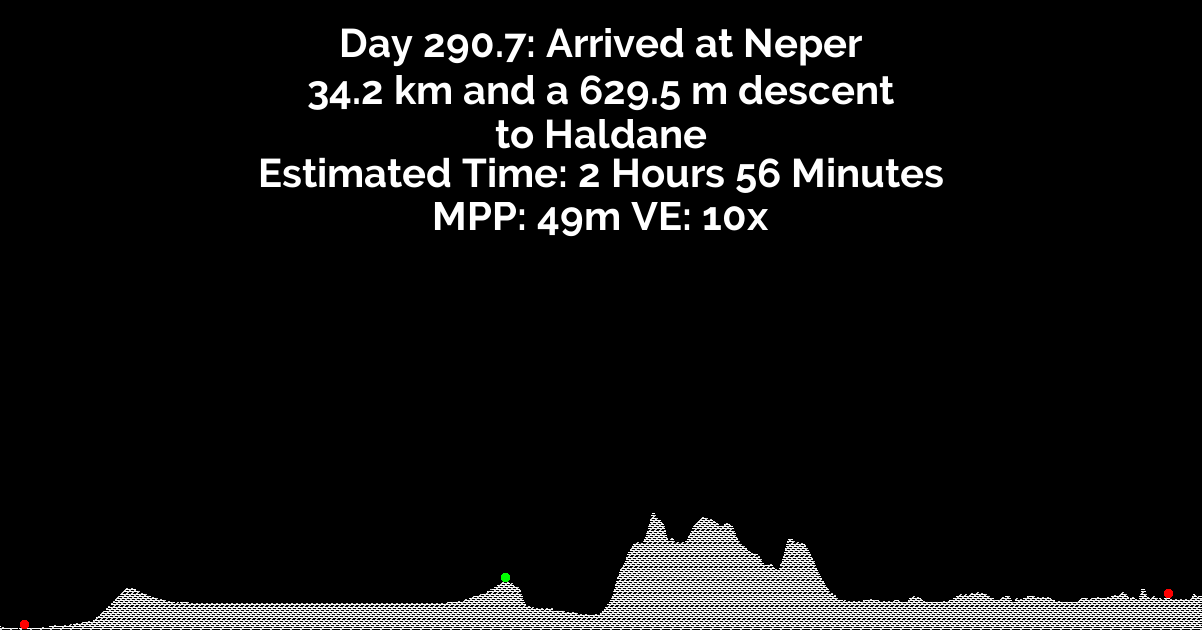 Day 290.7: Arrived at Neper
34.2 km and a 629.5 m descent
to Haldane
Estimated Time: 2 Hours 56 Minutes
MPP: 49m VE: 10x